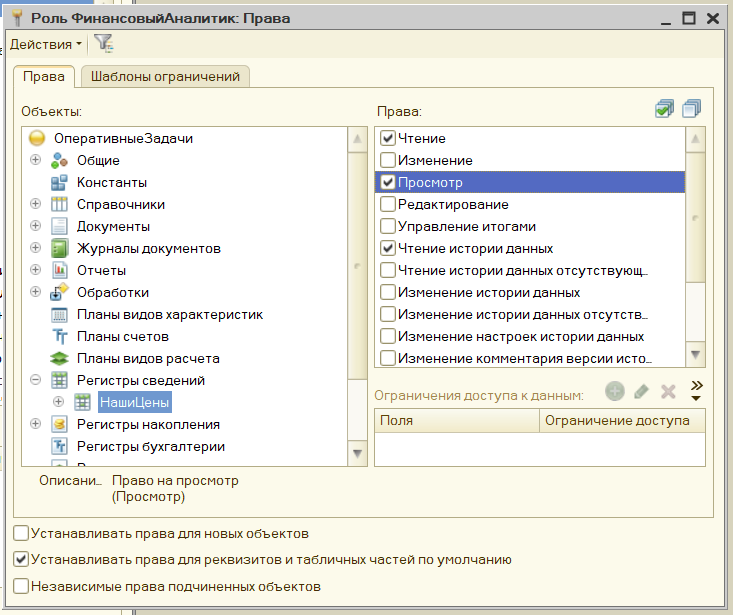 Роль ФинансовыйАналитик: Права
Действия
Права
Шаблоны ограничений
Объекты:
ОперативныеЗадачи
Общие
Константы
Справочники
Документы
Журналы документов
Отчеты
Обработки
Планы видов характеристик
Планы счетов
Планы видов расчета
Регистры сведений
НашиЦены
Регистры накопления
Регистры бухгалтерии
Права:
Чтение
Изменение
Просмотр
Редактирование
Управление итогами
Чтение истории данных
Чтение истории данных отсутствующ...
Изменение истории данных
Изменение истории данных отсутств...
Изменение настроек истории данных
Изменение комментария версии исто...
Ограничения доступа к данным:
Поля
Ограничение доступа
Описани...
Право на просмотр
(Просмотр)
Устанавливать права для новых объектов
Устанавливать права для реквизитов и табличных частей по умолчанию
Независимые права подчиненных объектов